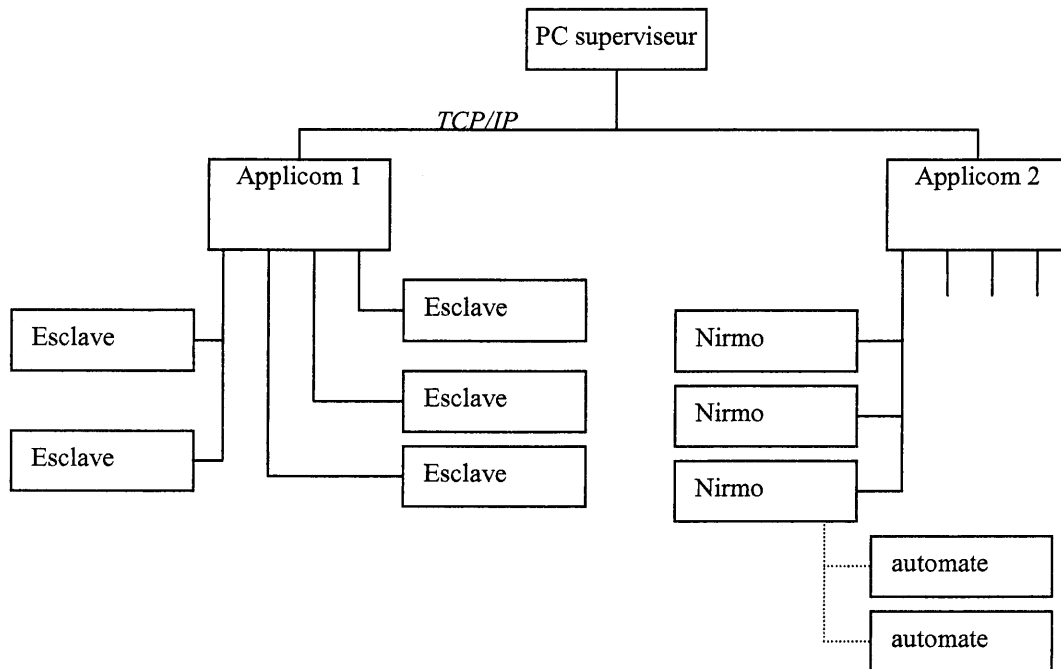 PC superviseur
TCP/IP
Applicom 1
Applicom 2
Esclave
Esclave
Esclave
Esclave
Esclave
Nirmo
Nirmo
Nirmo
automate
automate